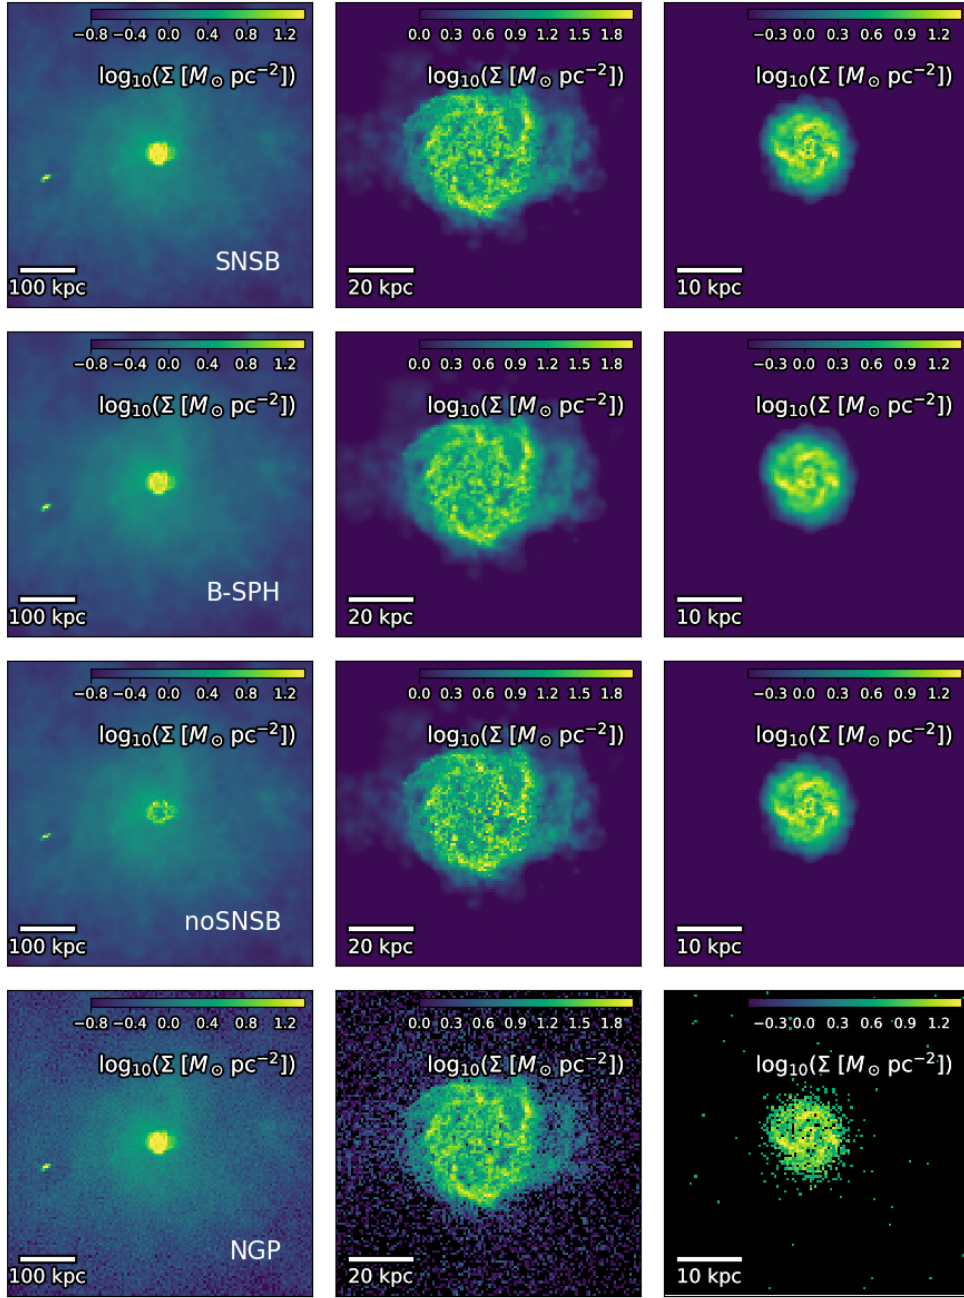 −0.8 −0.4 0.0 0.4 0.8 1.2
log₁₀(Σ [M⊙ pc⁻²])
SNSB
100 kpc
0.0 0.3 0.6 0.9 1.2 1.5 1.8
log₁₀(Σ [M⊙ pc⁻²])
20 kpc
−0.3 0.0 0.3 0.6 0.9 1.2
log₁₀(Σ [M⊙ pc⁻²])
10 kpc
−0.8 −0.4 0.0 0.4 0.8 1.2
log₁₀(Σ [M⊙ pc⁻²])
B-SPH
100 kpc
0.0 0.3 0.6 0.9 1.2 1.5 1.8
log₁₀(Σ [M⊙ pc⁻²])
20 kpc
−0.3 0.0 0.3 0.6 0.9 1.2
log₁₀(Σ [M⊙ pc⁻²])
10 kpc
−0.8 −0.4 0.0 0.4 0.8 1.2
log₁₀(Σ [M⊙ pc⁻²])
noSNSB
100 kpc
0.0 0.3 0.6 0.9 1.2 1.5 1.8
log₁₀(Σ [M⊙ pc⁻²])
20 kpc
−0.3 0.0 0.3 0.6 0.9 1.2
log₁₀(Σ [M⊙ pc⁻²])
10 kpc
−0.8 −0.4 0.0 0.4 0.8 1.2
log₁₀(Σ [M⊙ pc⁻²])
NGP
100 kpc
0.0 0.3 0.6 0.9 1.2 1.5 1.8
log₁₀(Σ [M⊙ pc⁻²])
20 kpc
−0.3 0.0 0.3 0.6 0.9 1.2
log₁₀(Σ [M⊙ pc⁻²])
10 kpc